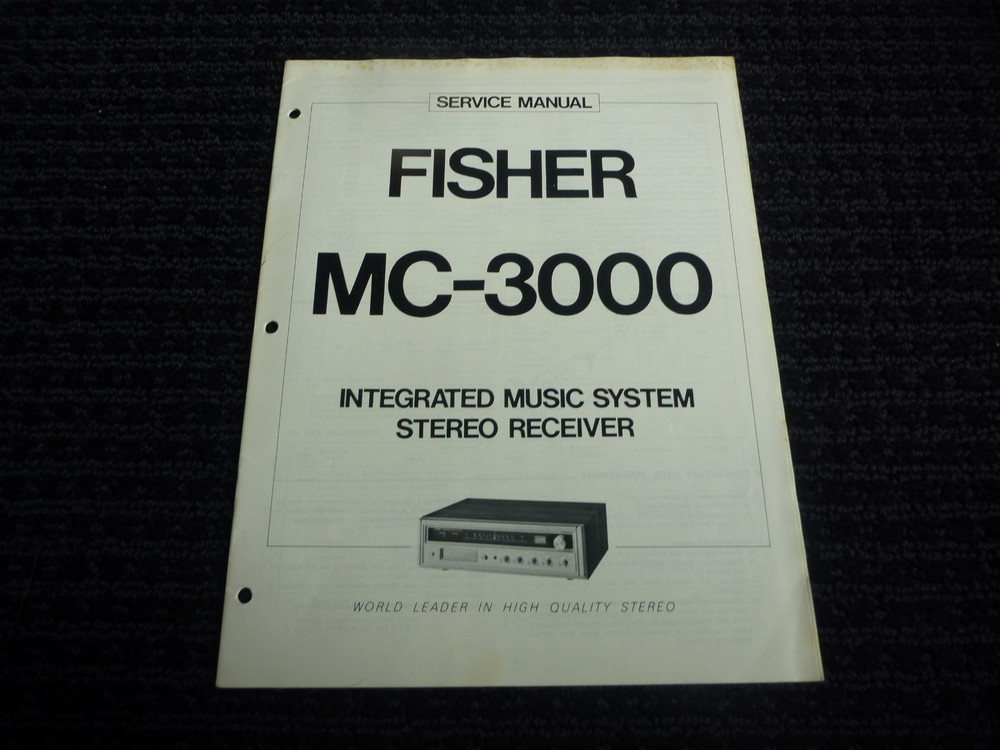 SERVICE MANUAL
FISHER
MC-3000
INTEGRATED MUSIC SYSTEM
STEREO RECEIVER
WORLD LEADER IN HIGH QUALITY STEREO